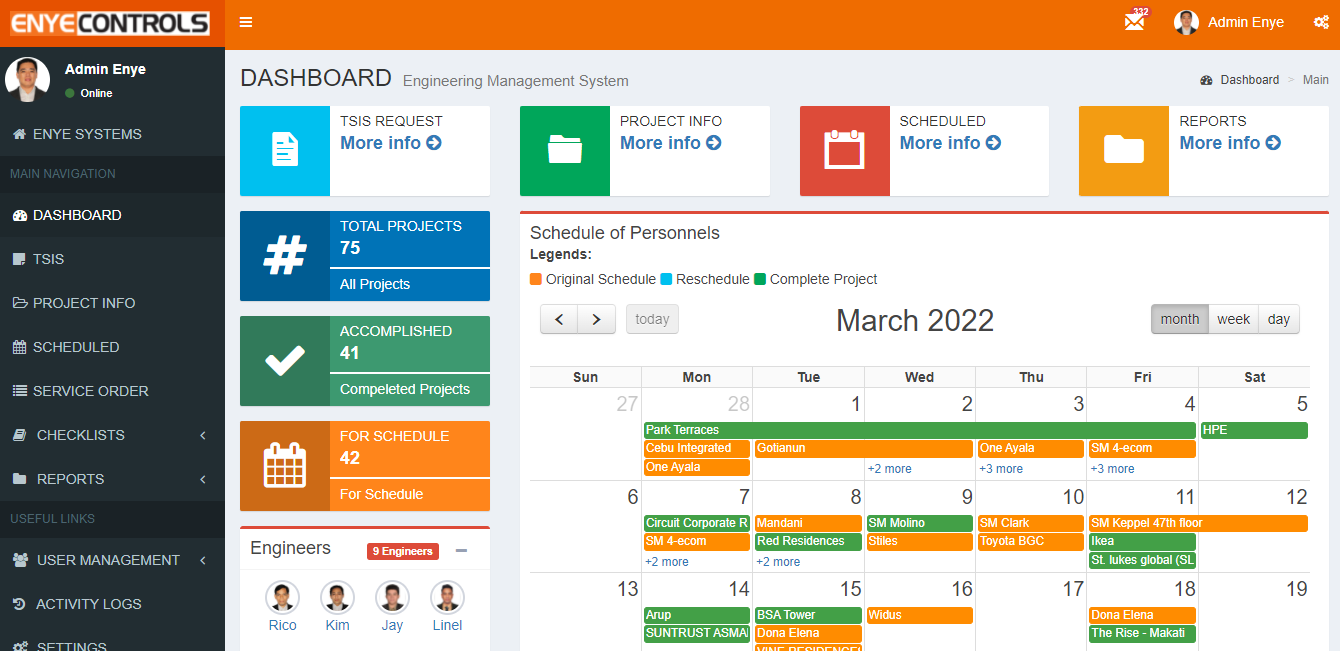 ENYECONTROLS
332
Admin Enye
Admin Enye
Online
ENYE SYSTEMS
MAIN NAVIGATION
DASHBOARD
TSIS
PROJECT INFO
SCHEDULED
SERVICE ORDER
CHECKLISTS
REPORTS
USEFUL LINKS
USER MANAGEMENT
ACTIVITY LOGS
SETTINGS
DASHBOARD Engineering Management System
Dashboard > Main
TSIS REQUEST
More info
PROJECT INFO
More info
SCHEDULED
More info
REPORTS
More info
TOTAL PROJECTS
75
All Projects
ACCOMPLISHED
41
Compeleted Projects
FOR SCHEDULE
42
For Schedule
Engineers
9 Engineers
Rico Kim Jay Linel
Schedule of Personnels
Legends:
Original Schedule Reschedule Complete Project
today
March 2022
month week day
Sun Mon Tue Wed Thu Fri Sat
27 28 1 2 3 4 5
Park Terraces HPE
Cebu Integrated Gotianun One Ayala SM 4-ecom
One Ayala +2 more +3 more +3 more
6 7 8 9 10 11 12
Circuit Corporate R Mandani SM Molino SM Clark SM Keppel 47th floor
SM 4-ecom Red Residences Stiles Toyota BGC Ikea
+2 more +2 more St. lukes global (SL
13 14 15 16 17 18 19
Arup BSA Tower Widus Dona Elena
SUNTRUST ASMA Dona Elena The Rise - Makati
VINE RESIDENCE(